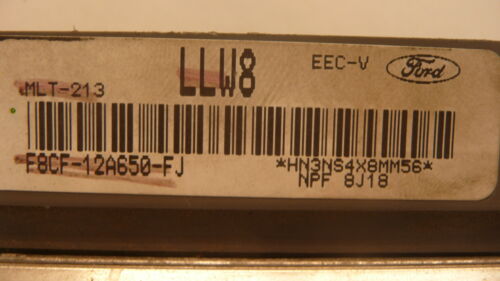 LLW8
EEC-V
Ford
MLT-213
F8CF-12A650-FJ
*HN3NS4X8MM56*
NPF 8J18